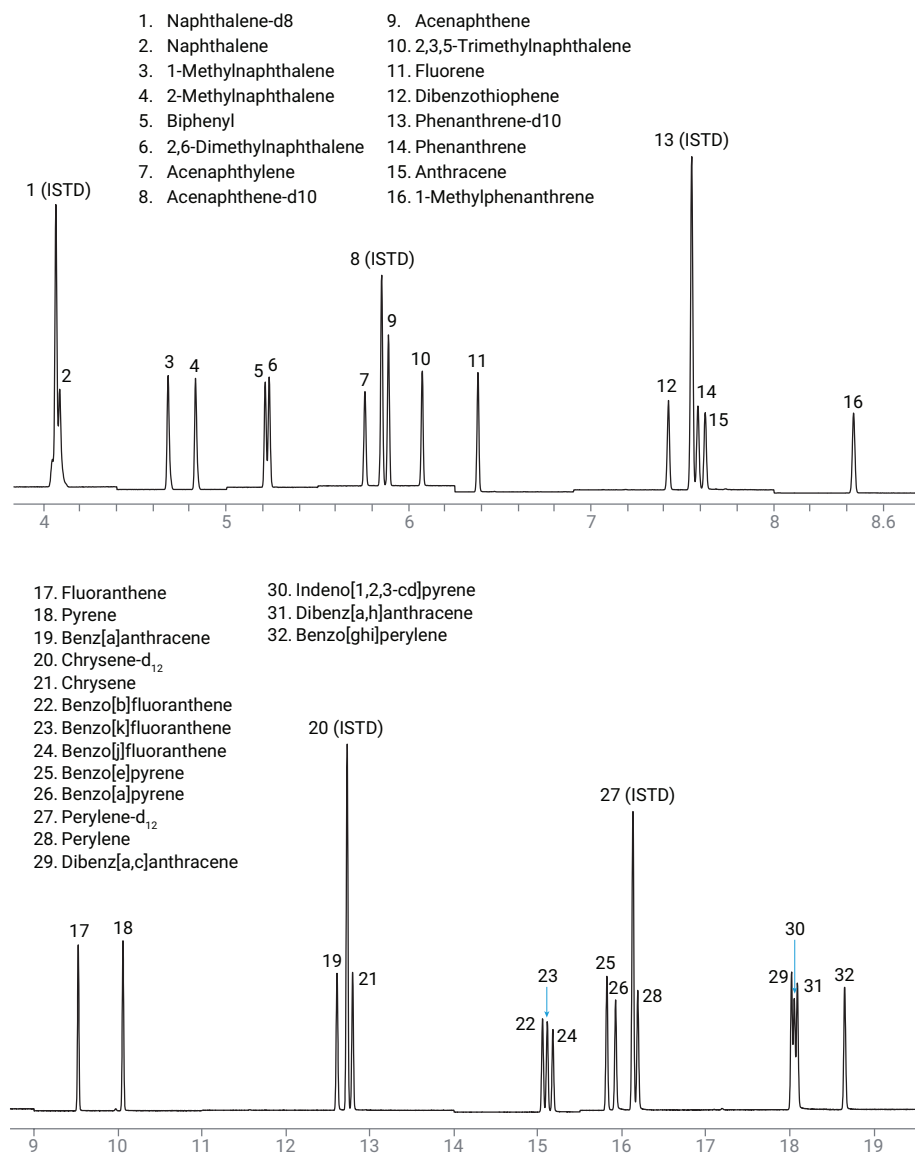 1. Naphthalene-d8
2. Naphthalene
3. 1-Methylnaphthalene
4. 2-Methylnaphthalene
5. Biphenyl
6. 2,6-Dimethylnaphthalene
7. Acenaphthylene
8. Acenaphthene-d10
9. Acenaphthene
10. 2,3,5-Trimethylnaphthalene
11. Fluorene
12. Dibenzothiophene
13. Phenanthrene-d10
14. Phenanthrene
15. Anthracene
16. 1-Methylphenanthrene
1 (ISTD)
2
3
4
5
6
7
8 (ISTD)
9
10
11
12
13 (ISTD)
14
15
16
4 5 6 7 8 8.6
17. Fluoranthene
18. Pyrene
19. Benz[a]anthracene
20. Chrysene-d12
21. Chrysene
22. Benzo[b]fluoranthene
23. Benzo[k]fluoranthene
24. Benzo[j]fluoranthene
25. Benzo[e]pyrene
26. Benzo[a]pyrene
27. Perylene-d12
28. Perylene
29. Dibenz[a,c]anthracene
30. Indeno[1,2,3-cd]pyrene
31. Dibenz[a,h]anthracene
32. Benzo[ghi]perylene
17
18
19
20 (ISTD)
21
22
23
24
25
26
27 (ISTD)
28
29
30
31
32
9 10 11 12 13 14 15 16 17 18 19